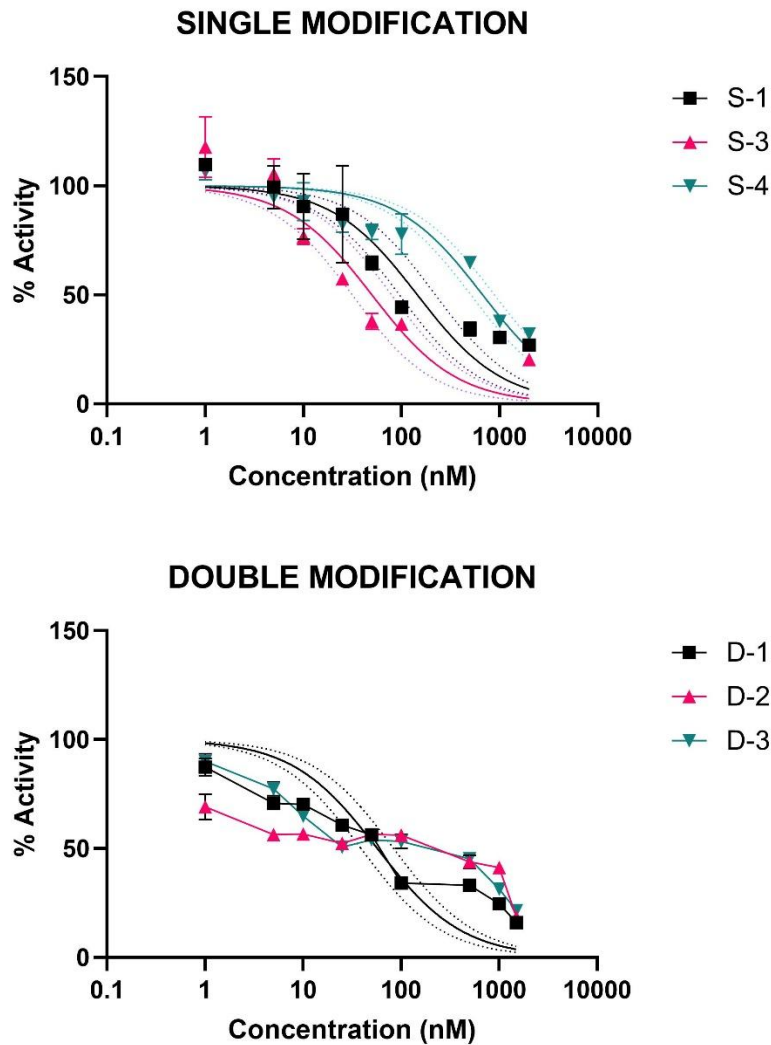 SINGLE MODIFICATION
150
100
50
0
% Activity
0.1 1 10 100 1000 10000
Concentration (nM)
S-1
S-3
S-4
DOUBLE MODIFICATION
150
100
50
0
% Activity
0.1 1 10 100 1000 10000
Concentration (nM)
D-1
D-2
D-3